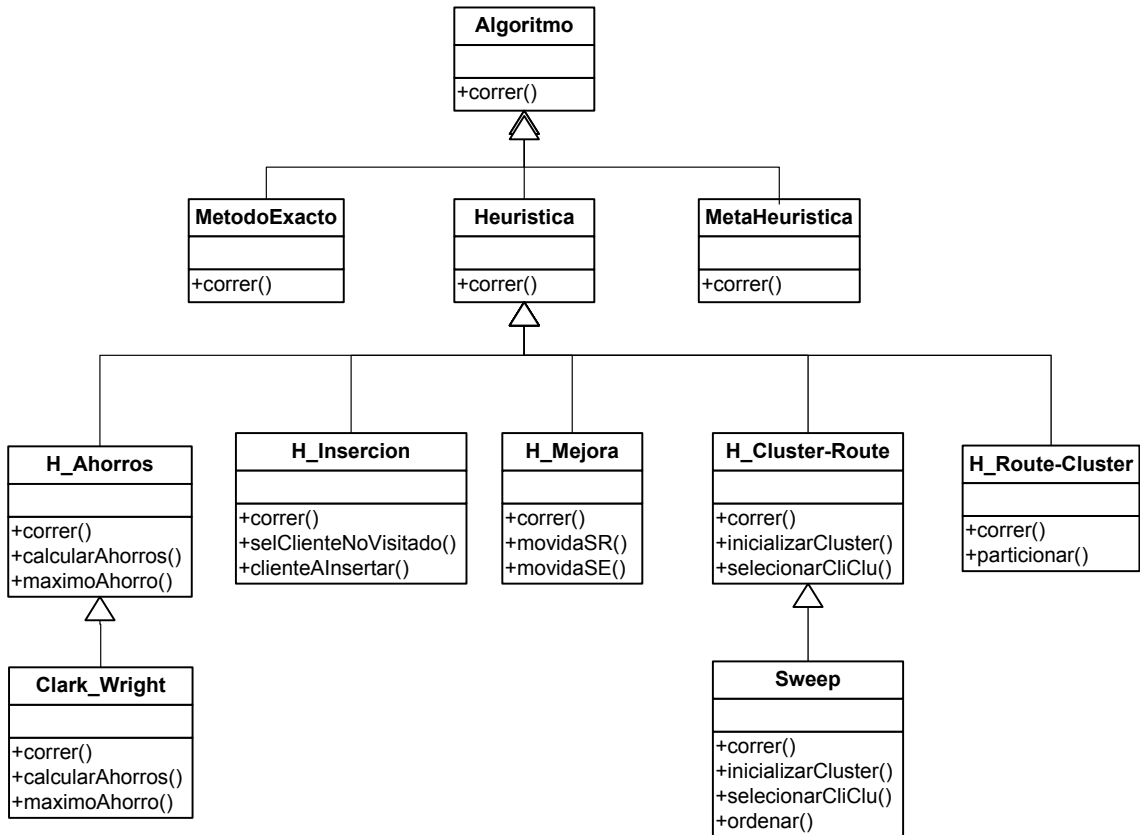 Algoritmo
+correr()
MetodoExacto
+correr()
Heuristica
+correr()
MetaHeuristica
+correr()
H_Ahorros
+correr()
+calcularAhorros()
+maximoAhorro()
H_Insercion
+correr()
+selClienteNoVisitado()
+clienteAInsertar()
H_Mejora
+correr()
+movidaSR()
+movidaSE()
H_Cluster-Route
+correr()
+inicializarCluster()
+selecionarCliClu()
H_Route-Cluster
+correr()
+particionar()
Clark_Wright
+correr()
+calcularAhorros()
+maximoAhorro()
Sweep
+correr()
+inicializarCluster()
+selecionarCliClu()
+ordenar()